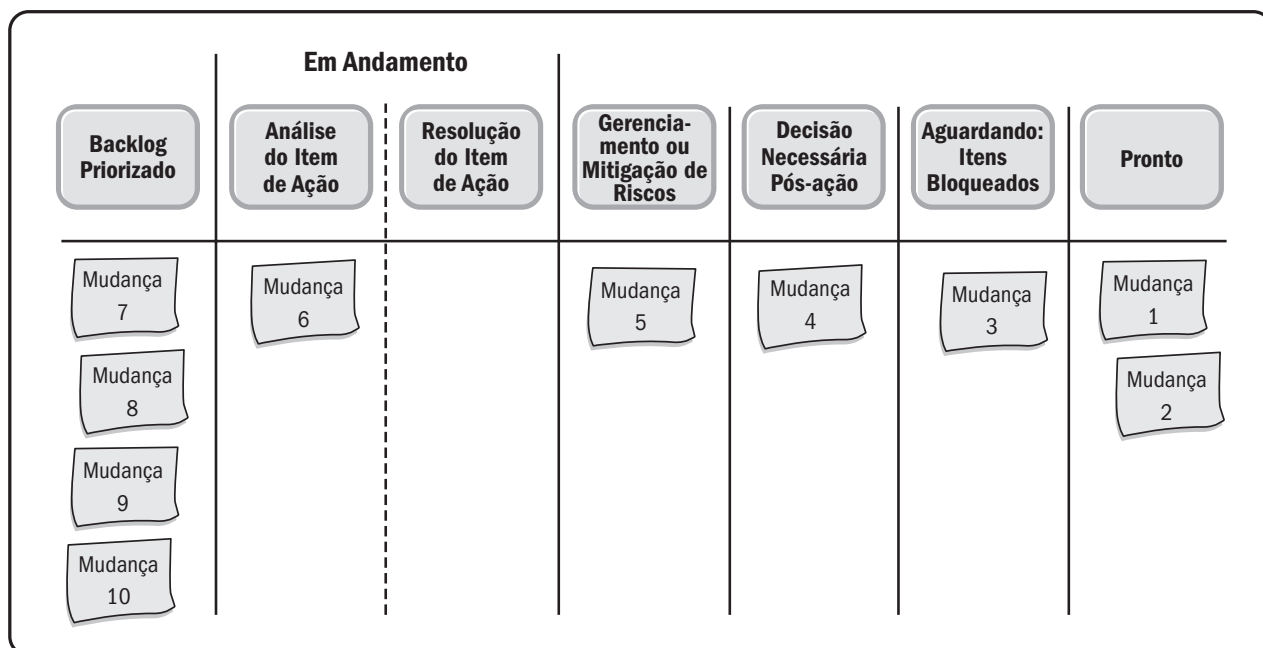 Em Andamento
Backlog
Priorizado
Análise
do Item
de Ação
Resolução
do Item
de Ação
Gerencia-
mento ou
Mitigação de
Riscos
Decisão
Necessária
Pós-ação
Aguardando:
Itens
Bloqueados
Pronto
Mudança
7
Mudança
8
Mudança
9
Mudança
10
Mudança
6
Mudança
5
Mudança
4
Mudança
3
Mudança
1
Mudança
2